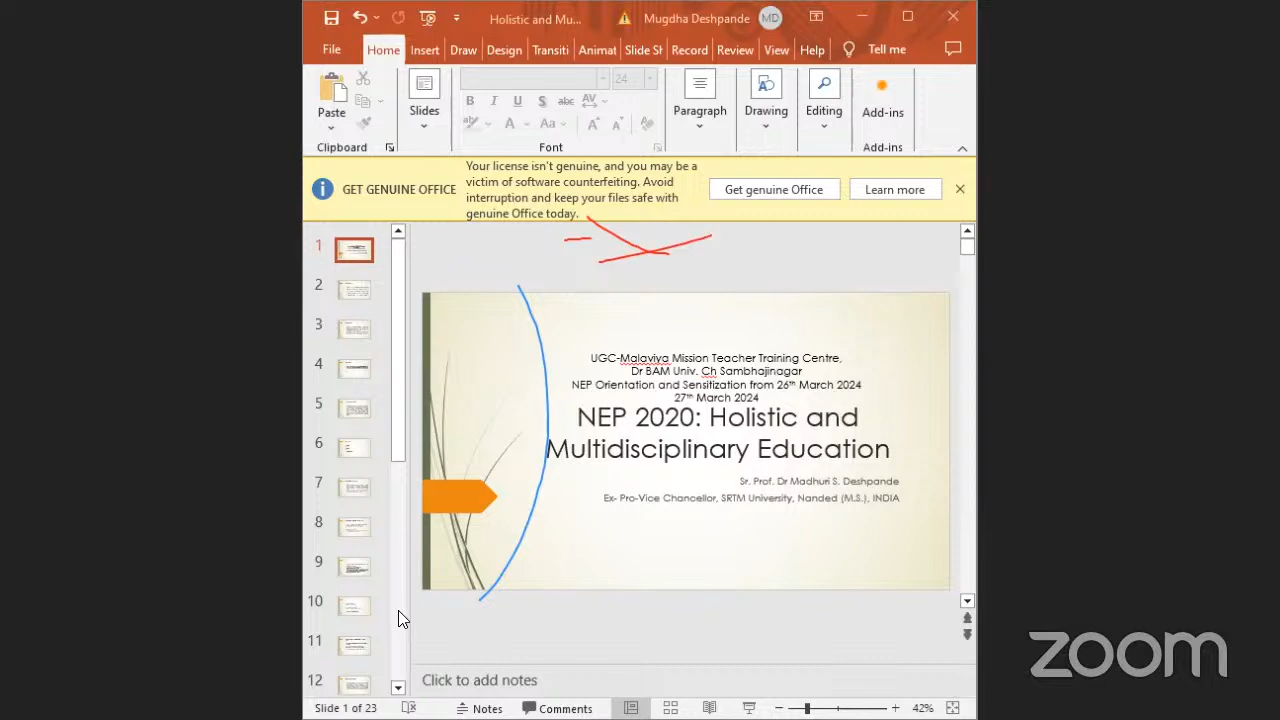 Holistic and Mu...
Mugdha Deshpande
MD
File
Home
Insert
Draw
Design
Transiti
Animat
Slide Sh
Record
Review
View
Help
Tell me
Paste
Clipboard
Slides
24
B I U S abc AV
A Aa A A
Font
Paragraph
Drawing
Editing
Add-ins
Add-ins
GET GENUINE OFFICE
Your license isn't genuine, and you may be a
victim of software counterfeiting. Avoid
interruption and keep your files safe with
genuine Office today.
Get genuine Office
Learn more
1
2
3
4
5
6
7
8
9
10
11
12
UGC-Malaviya Mission Teacher Training Centre,
Dr BAM Univ. Ch Sambhajinagar
NEP Orientation and Sensitization from 26th March 2024
27th March 2024
NEP 2020: Holistic and
Multidisciplinary Education
Sr. Prof. Dr Madhuri S. Deshpande
Ex- Pro-Vice Chancellor, SRTM University, Nanded (M.S.), INDIA
Click to add notes
Slide 1 of 23
Notes
Comments
42%
zoom